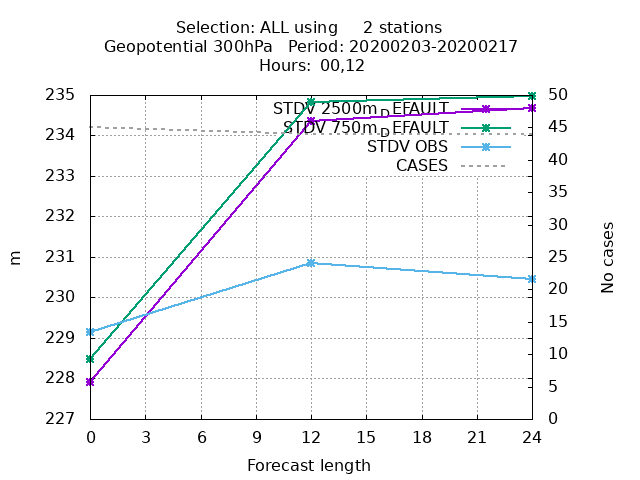 Selection: ALL using     2 stations
Geopotential 300hPa   Period: 20200203-20200217
Hours: 00,12
235
234
233
232
231
230
229
228
227
m
50
45
40
35
30
25
20
15
10
5
0
No cases
STDV 2500m_DEFAULT
STDV 750m_DEFAULT
STDV OBS
CASES
0 3 6 9 12 15 18 21 24
Forecast length